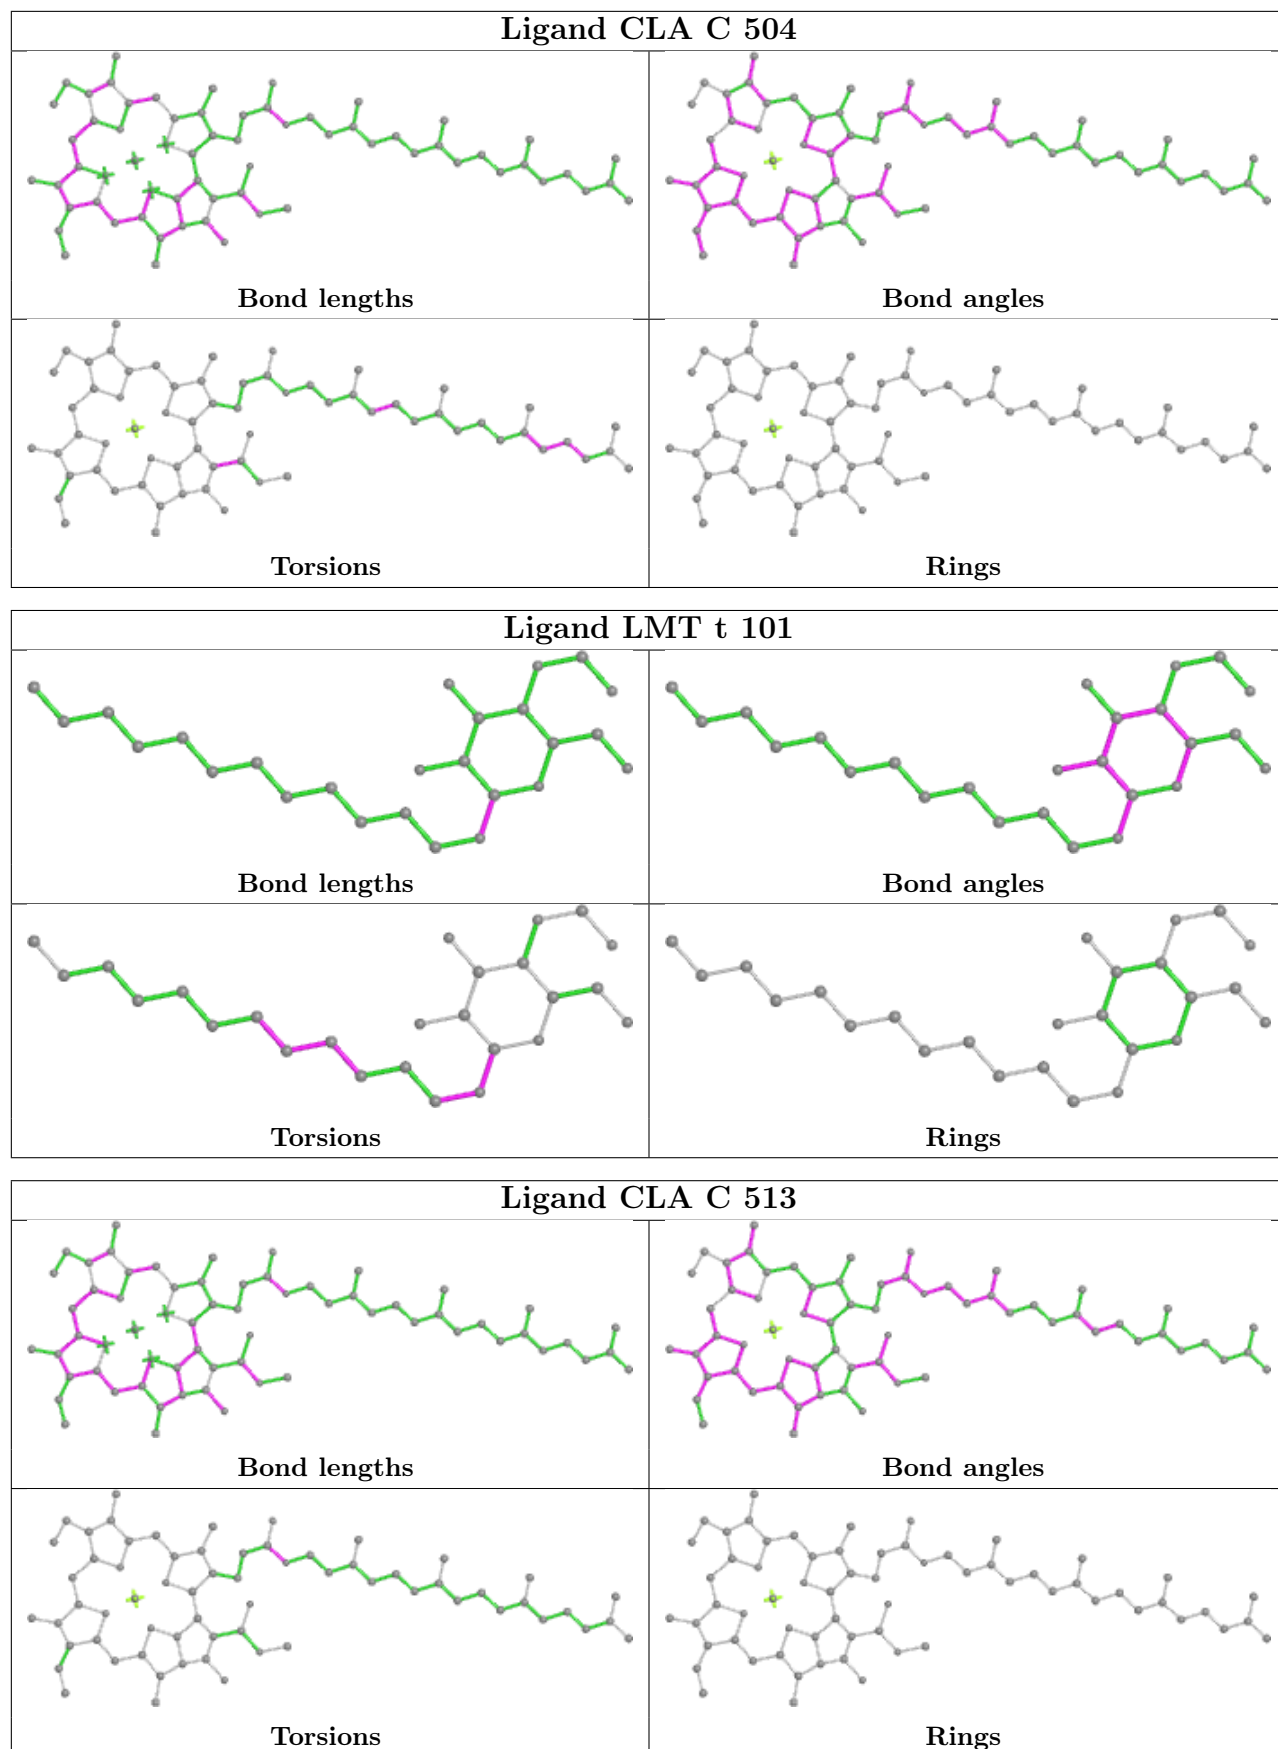 Ligand CLA C 504
Bond lengths
Bond angles
Torsions
Rings
Ligand LMT t 101
Bond lengths
Bond angles
Torsions
Rings
Ligand CLA C 513
Bond lengths
Bond angles
Torsions
Rings